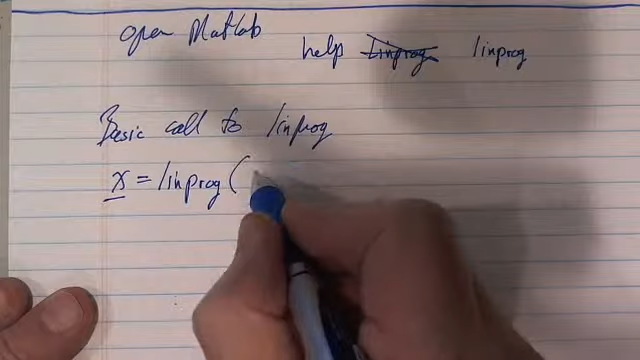 open Matlab
help linprog linprog
Basic call to linprog
x = linprog(